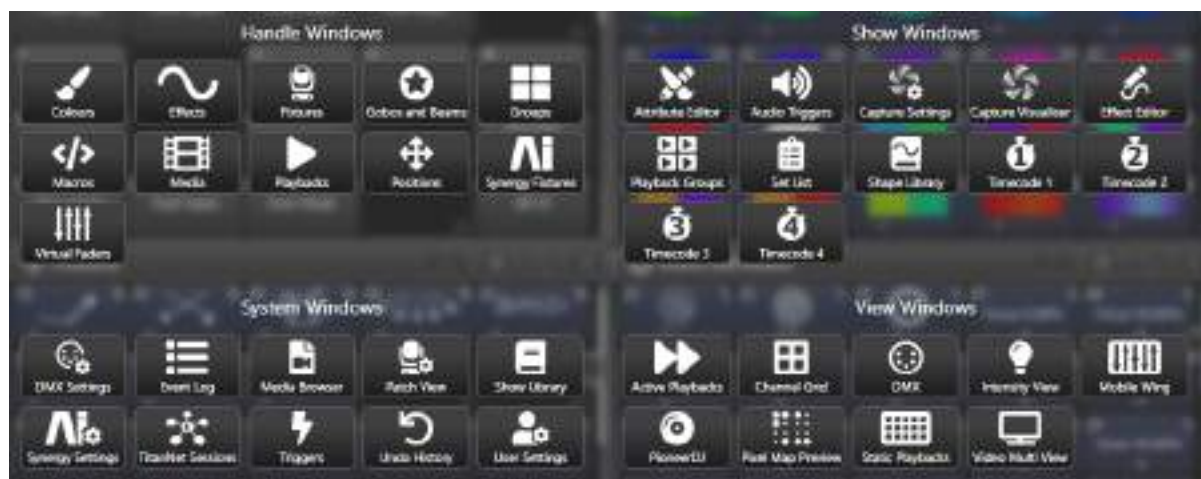 Handle Windows
Colours
Effects
Fixtures
Gobos and Beams
Groups
Macros
Media
Playbacks
Positions
Synergy Fixtures
Virtual Faders
Show Windows
Attribute Editor
Audio Triggers
Capture Settings
Capture Visualiser
Effect Editor
Playback Groups
Set List
Shape Library
1
Timecode 1
2
Timecode 2
3
Timecode 3
4
Timecode 4
System Windows
DMX Settings
Event Log
Media Browser
Patch View
Show Library
Synergy Settings
TitanNet Sessions
Triggers
Undo History
User Settings
View Windows
Active Playbacks
Channel Grid
DMX
Intensity View
Mobile Wing
PioneerDJ
Pixel Map Preview
Static Playbacks
Video Multi View